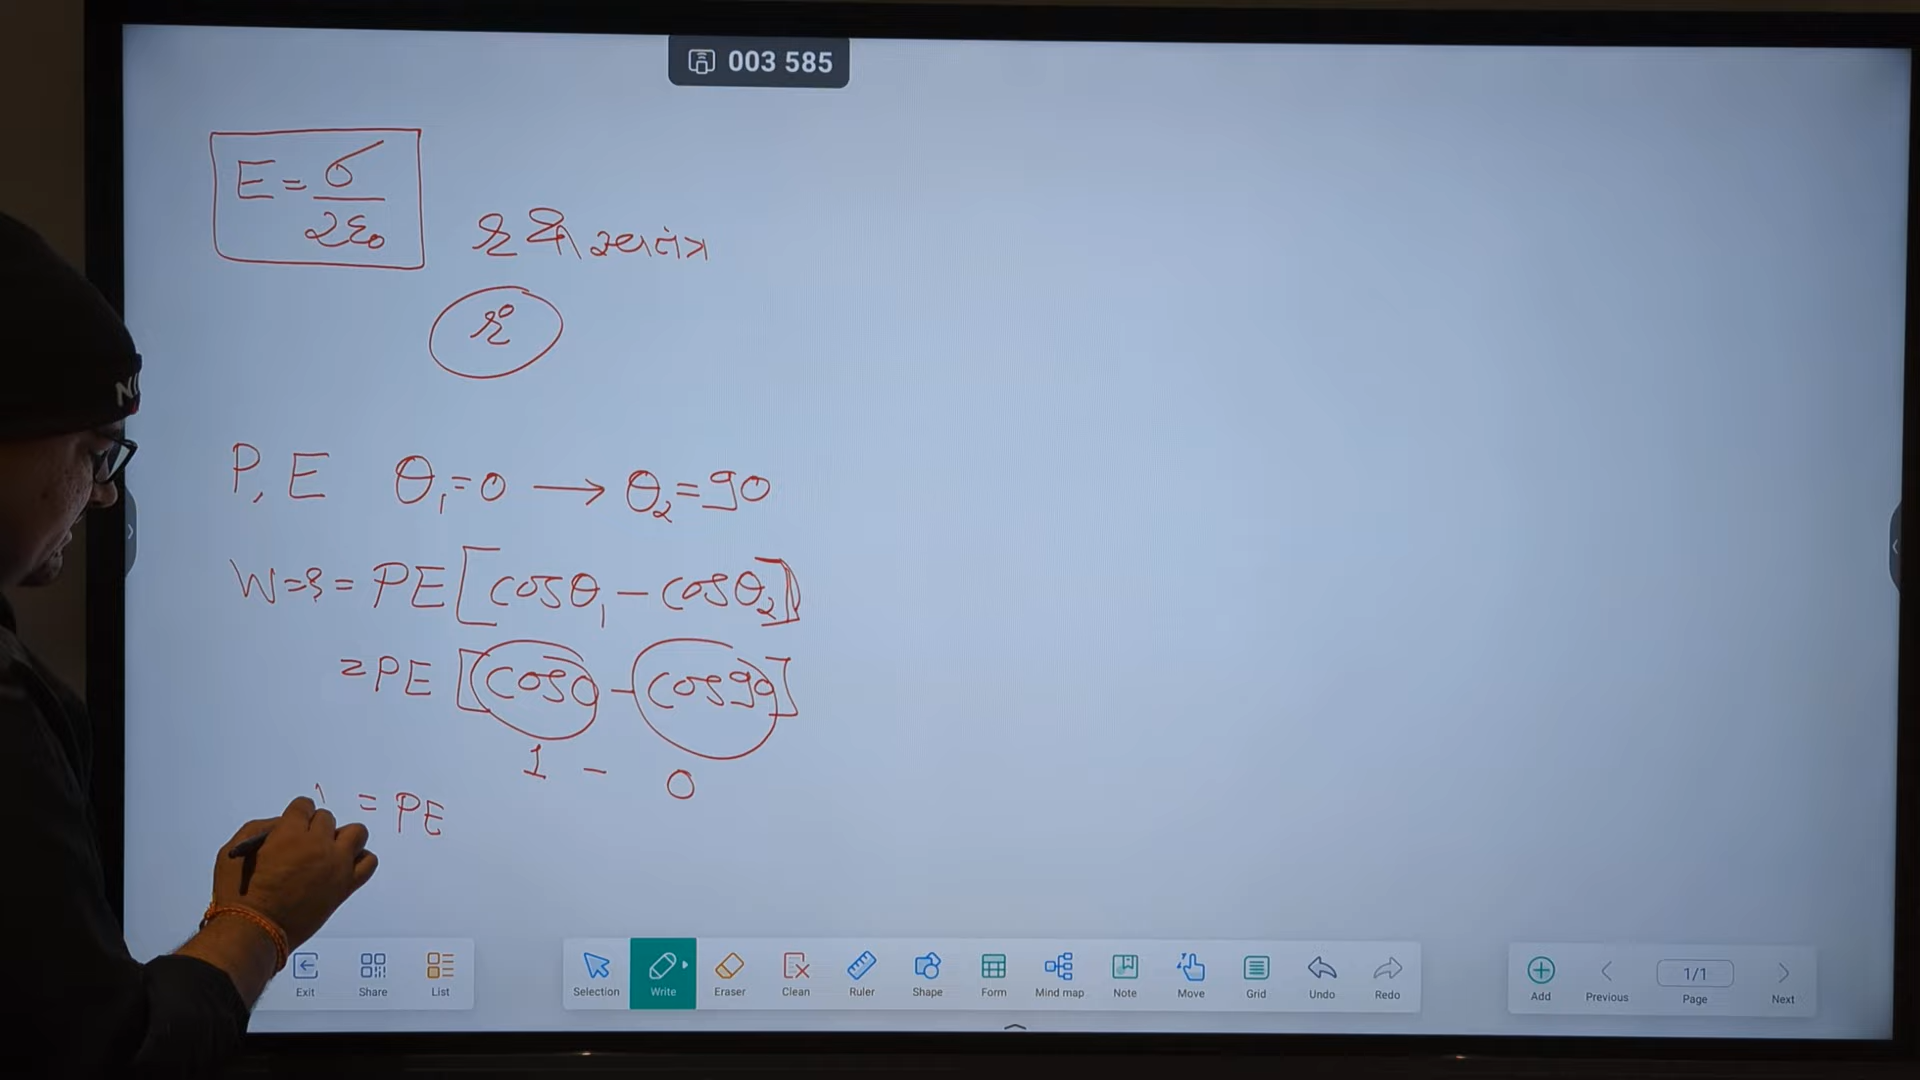 003 585
E = σ/2ε₀
r થી સ્વતંત્ર
r⁰
P, E θ₁ = 0 → θ₂ = 90
W = ? = PE [cosθ₁ – cosθ₂]
= PE [cos0 – cos90]
1 – 0
= PE
Exit Share List Selection Write Eraser Clean Ruler Shape Form Mind map Note Move Grid Undo Redo Add Previous 1/1 Page Next